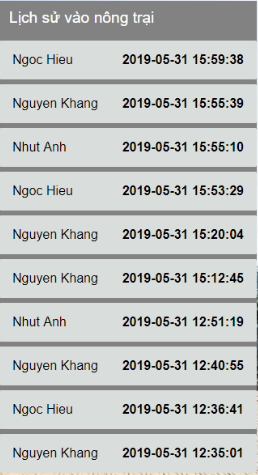 Lịch sử vào nông trại
Ngoc Hieu 2019-05-31 15:59:38
Nguyen Khang 2019-05-31 15:55:39
Nhut Anh 2019-05-31 15:55:10
Ngoc Hieu 2019-05-31 15:53:29
Nguyen Khang 2019-05-31 15:20:04
Nguyen Khang 2019-05-31 15:12:45
Nhut Anh 2019-05-31 12:51:19
Nguyen Khang 2019-05-31 12:40:55
Ngoc Hieu 2019-05-31 12:36:41
Nguyen Khang 2019-05-31 12:35:01